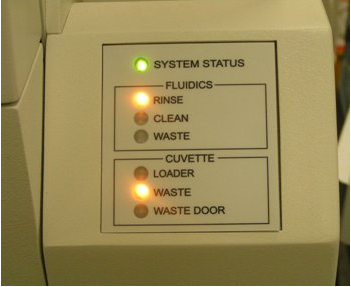 SYSTEM STATUS
FLUIDICS
RINSE
CLEAN
WASTE
CUVETTE
LOADER
WASTE
WASTE DOOR